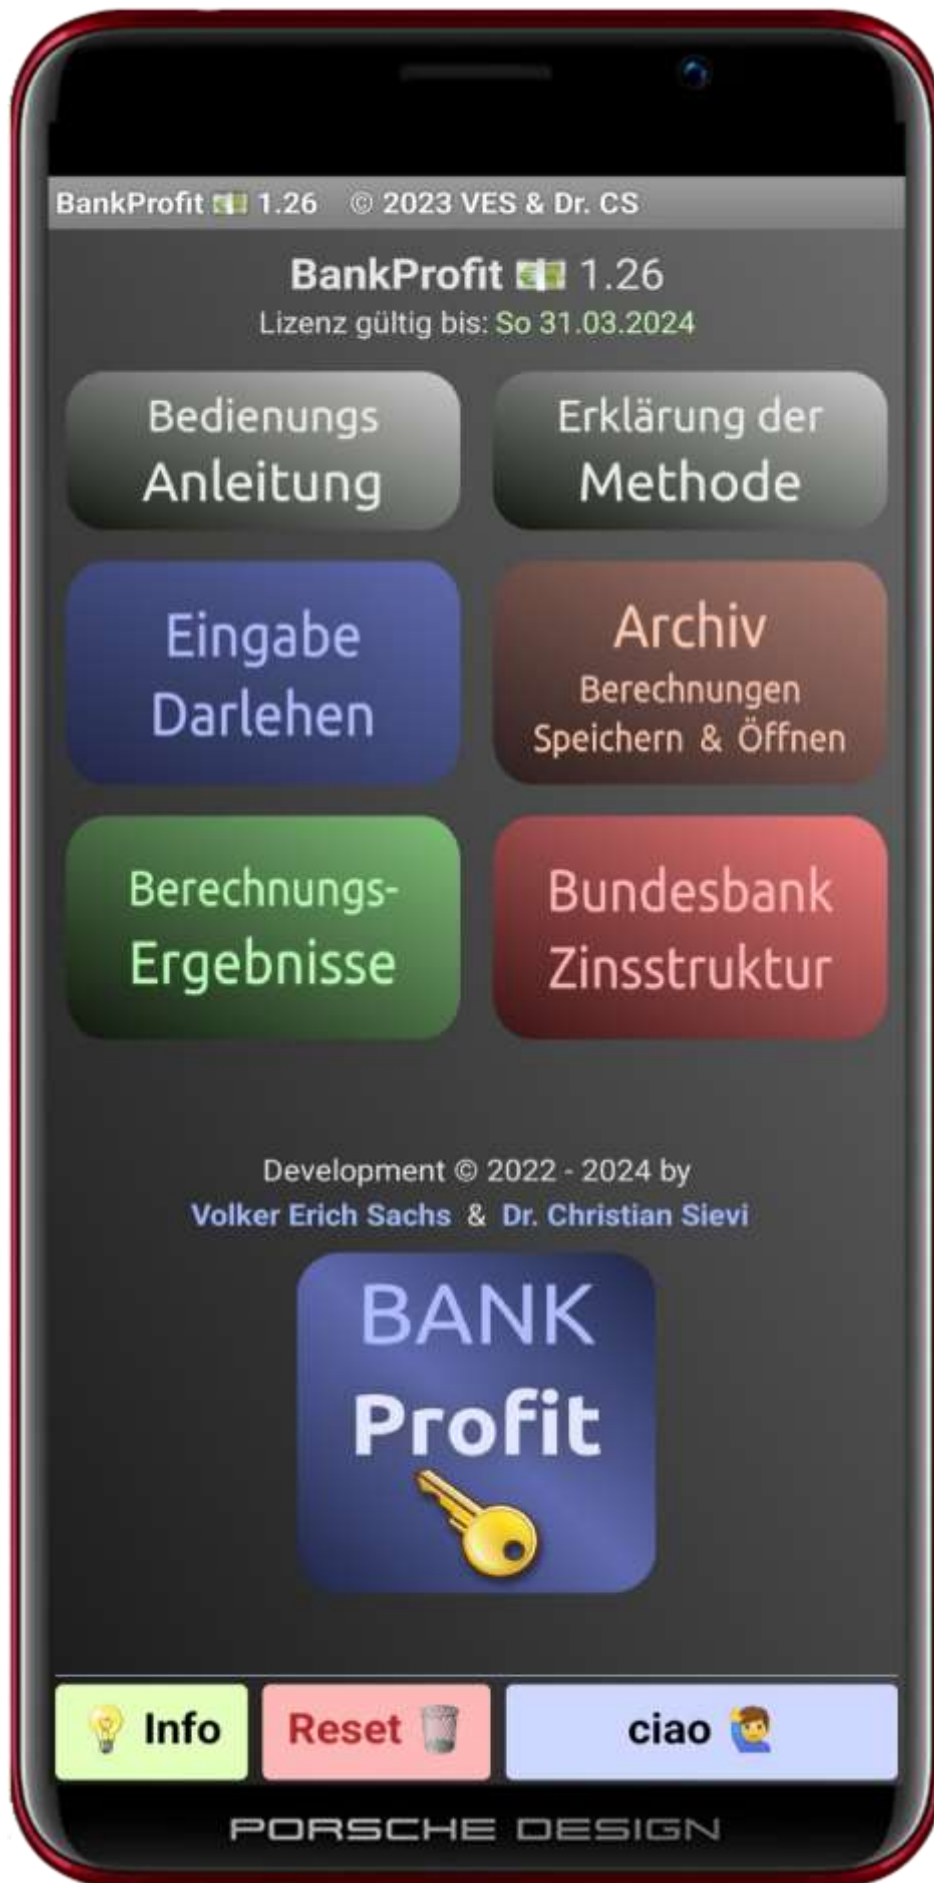 BankProfit 💶 1.26 © 2023 VES & Dr. CS
BankProfit 💶 1.26
Lizenz gültig bis: So 31.03.2024
Bedienungs
Anleitung
Erklärung der
Methode
Eingabe
Darlehen
Archiv
Berechnungen
Speichern & Öffnen
Berechnungs-
Ergebnisse
Bundesbank
Zinsstruktur
Development © 2022 - 2024 by
Volker Erich Sachs & Dr. Christian Sievi
BANK
Profit
Info
Reset
ciao
PORSCHE DESIGN